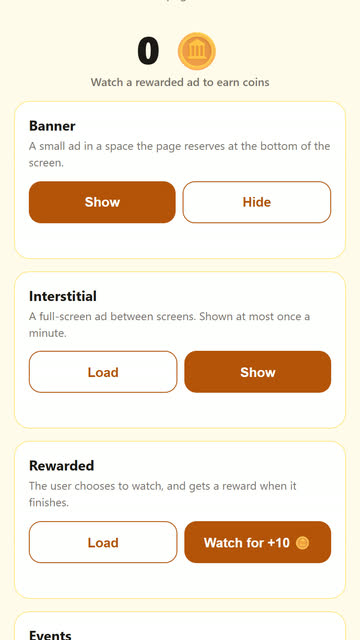 0
Watch a rewarded ad to earn coins
Banner
A small ad in a space the page reserves at the bottom of the
screen.
Show
Hide
Interstitial
A full-screen ad between screens. Shown at most once a
minute.
Load
Show
Rewarded
The user chooses to watch, and gets a reward when it
finishes.
Load
Watch for +10
Events